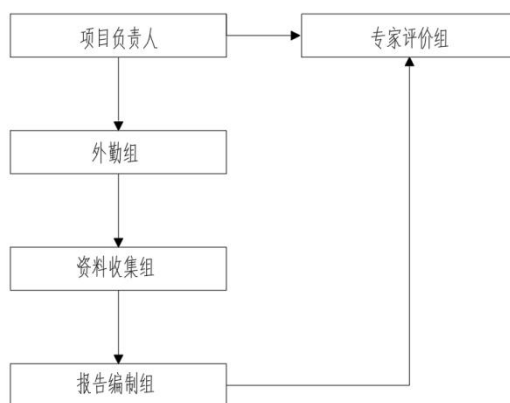 项目负责人
专家评价组
外勤组
资料收集组
报告编制组